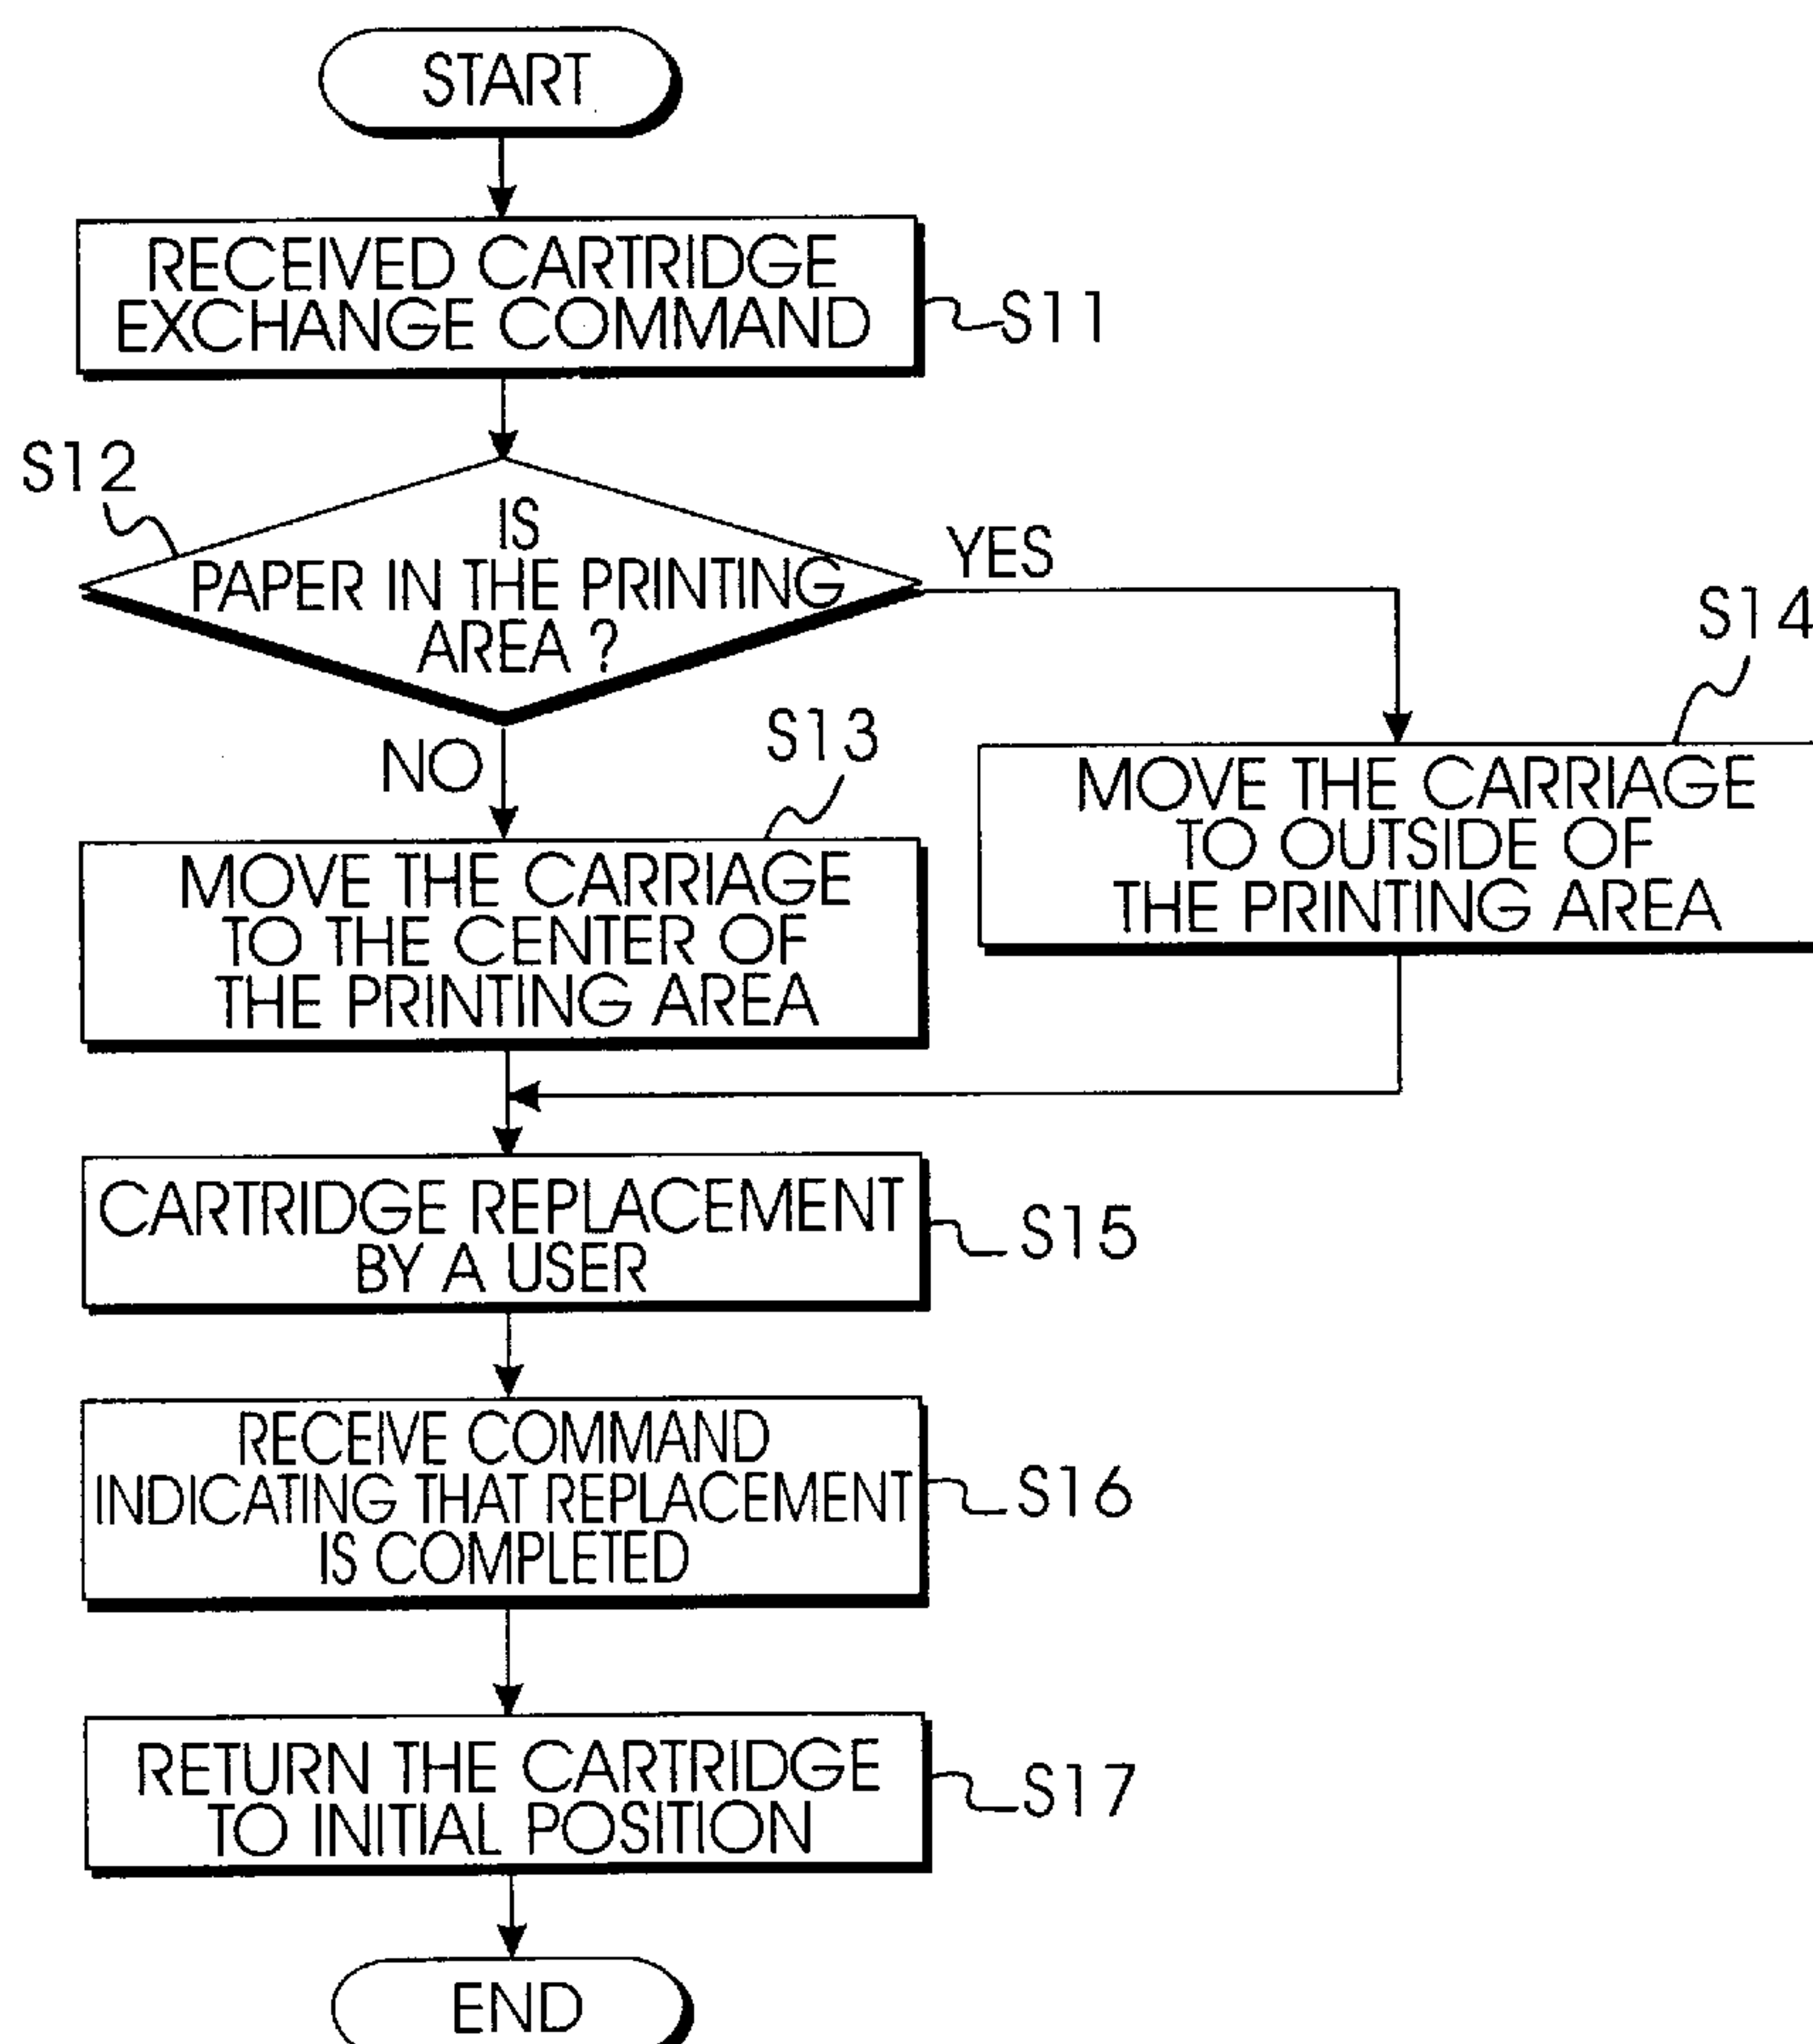 START
RECEIVED CARTRIDGE
EXCHANGE COMMAND
S11
S12
IS
PAPER IN THE PRINTING
AREA ?
YES
NO
S13
MOVE THE CARRIAGE
TO THE CENTER OF
THE PRINTING AREA
S14
MOVE THE CARRIAGE
TO OUTSIDE OF
THE PRINTING AREA
CARTRIDGE REPLACEMENT
BY A USER
S15
RECEIVE COMMAND
INDICATING THAT REPLACEMENT
IS COMPLETED
S16
RETURN THE CARTRIDGE
TO INITIAL POSITION
S17
END